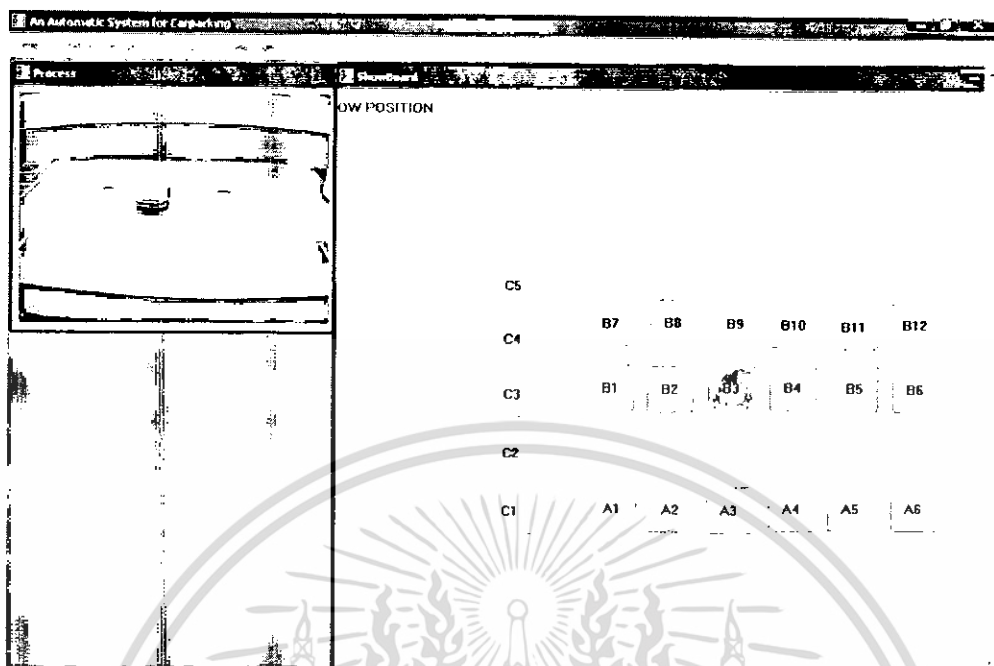 An Automatic System for Carparking
Process
ShowBoard
OW POSITION
C5
B7 B8 B9 B10 B11 B12
C4
B1 B2 B3 B4 B5 B6
C3
C2
C1 A1 A2 A3 A4 A5 A6